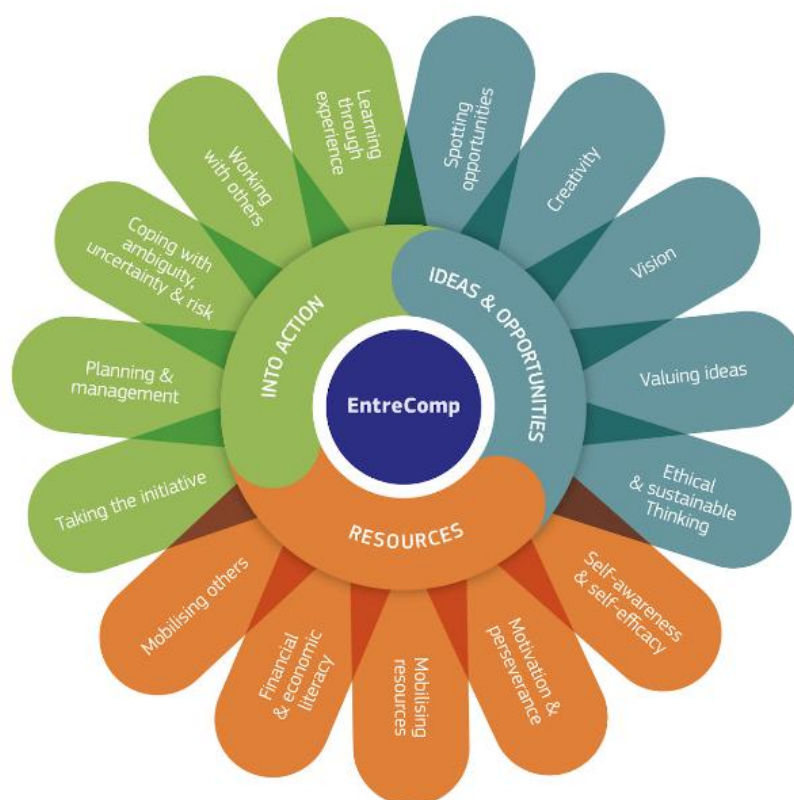 EntreComp
IDEAS & OPPORTUNITIES
Spotting
opportunities
Creativity
Vision
Valuing ideas
Ethical
& sustainable
Thinking
RESOURCES
Self-awareness
& self-efficacy
Motivation &
perseverance
Mobilising
resources
Financial
& economic
literacy
Mobilising others
INTO ACTION
Taking the initiative
Planning &
management
Coping with
ambiguity,
uncertainty & risk
Working
with others
Learning
through
experience